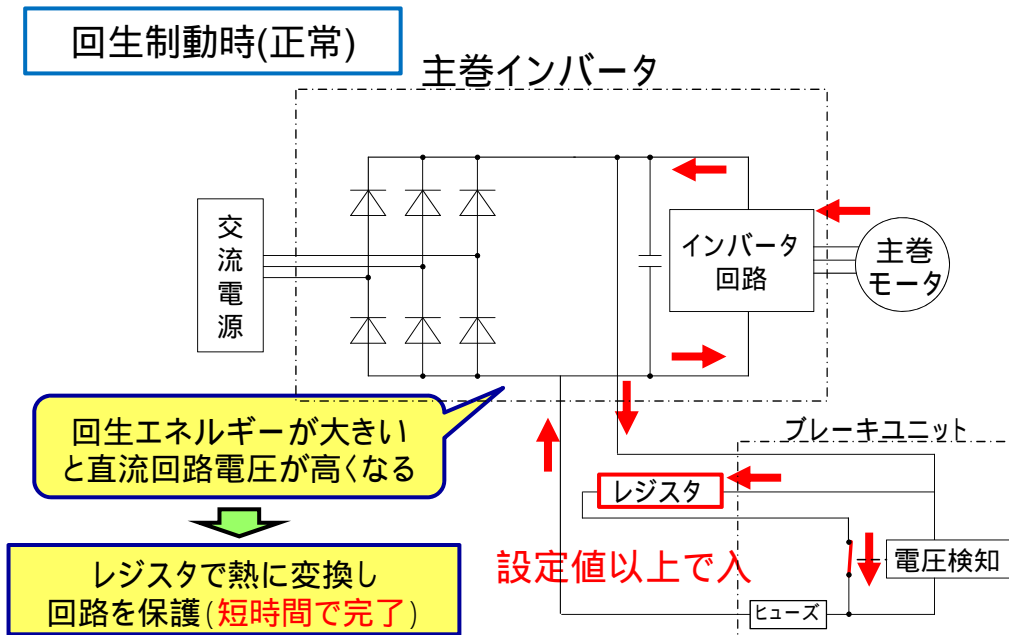 回生制動時(正常)
主巻インバータ
交
流
電
源
インバータ
回路
主巻
モータ
回生エネルギーが大きい
と直流回路電圧が高くなる
ブレーキユニット
レジスタ
設定値以上で入
電圧検知
ヒューズ
レジスタで熱に変換し
回路を保護(短時間で完了)